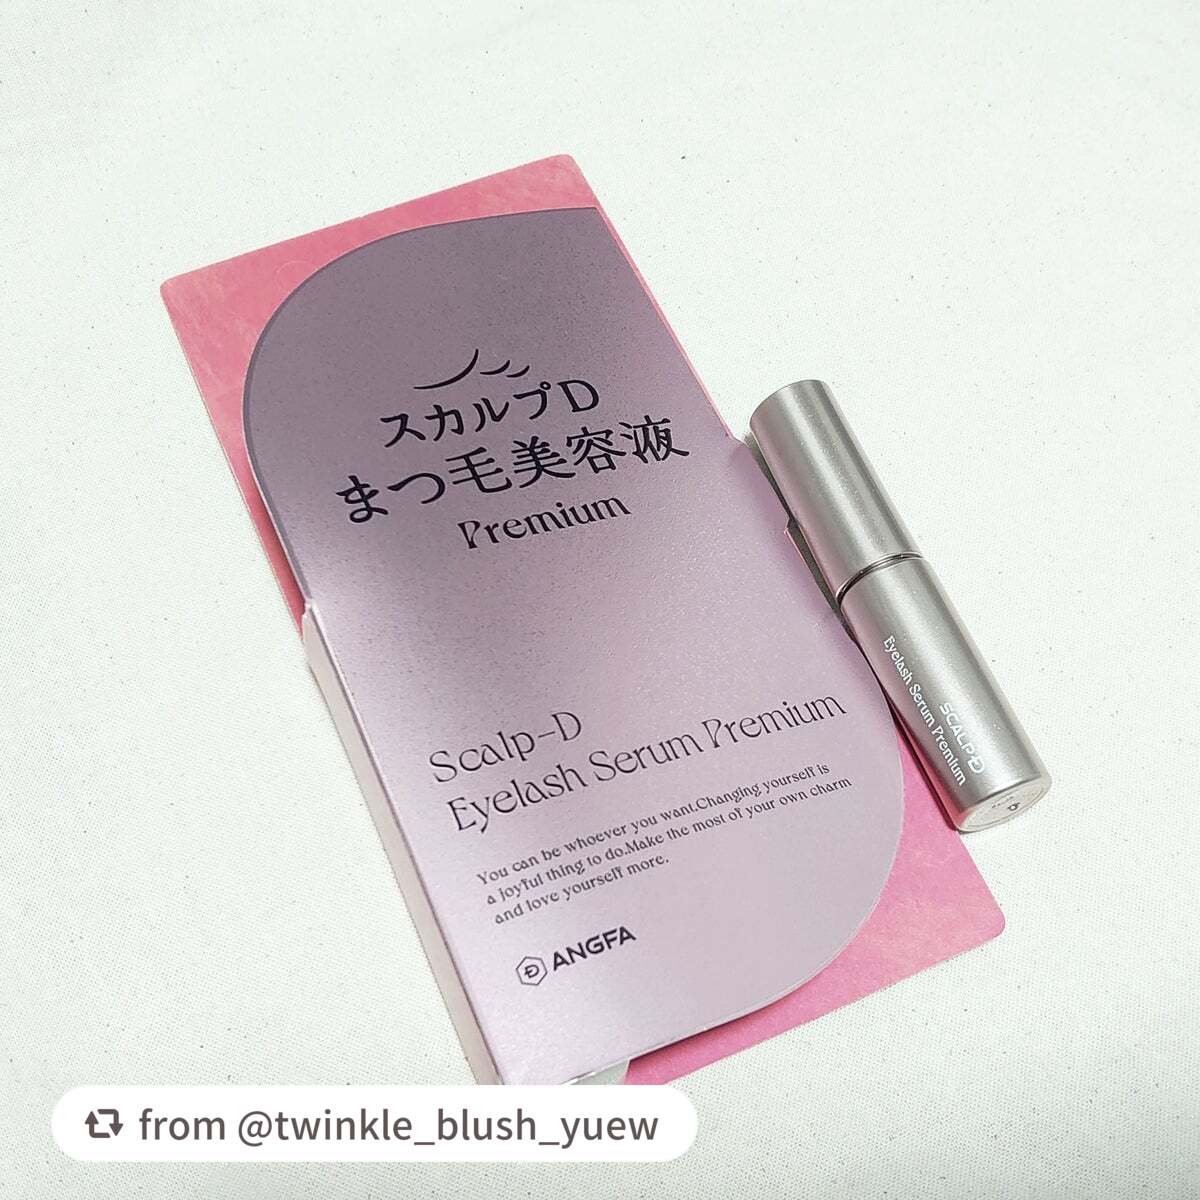 スカルプD
まつ毛美容液
Premium
Scalp-D
Eyelash Serum Premium
You can be whoever you want.Changing yourself is
a joyful thing to do.Make the most of your own charm
and love yourself more.
ANGFA
Eyelash Serum Premium
SCALP-D
from @twinkle_blush_yuew